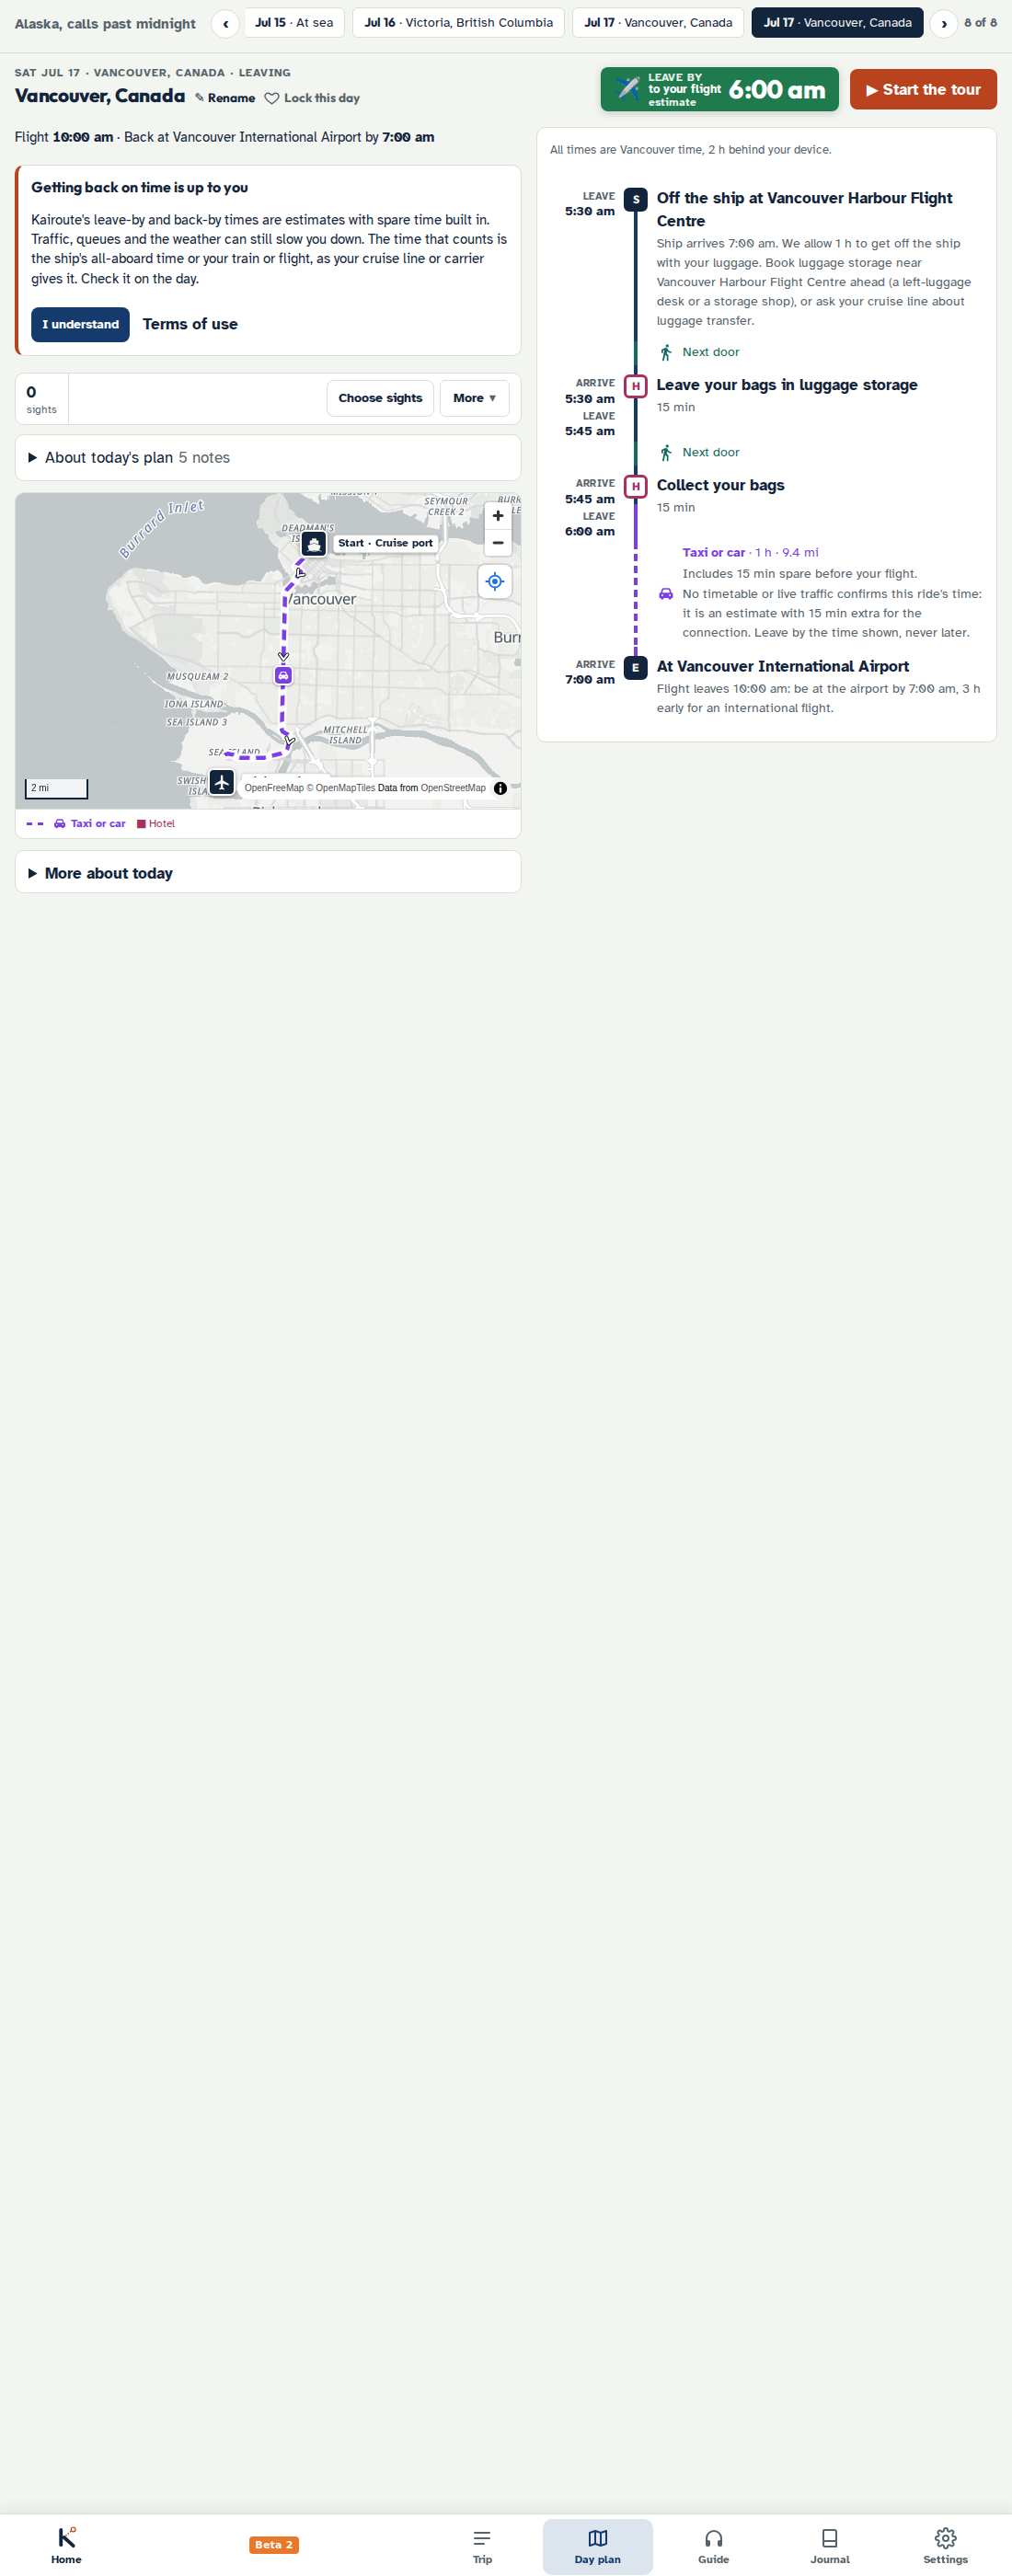 Alaska, calls past midnight
‹
Jul 15 · At sea
Jul 16 · Victoria, British Columbia
Jul 17 · Vancouver, Canada
Jul 17 · Vancouver, Canada
›
8 of 8
SAT JUL 17 · VANCOUVER, CANADA · LEAVING
Vancouver, Canada
✎ Rename
Lock this day
LEAVE BY
to your flight
estimate
6:00 am
▶ Start the tour
Flight 10:00 am · Back at Vancouver International Airport by 7:00 am
Getting back on time is up to you
Kairoute's leave-by and back-by times are estimates with spare time built in.
Traffic, queues and the weather can still slow you down. The time that counts is
the ship's all-aboard time or your train or flight, as your cruise line or carrier
gives it. Check it on the day.
I understand
Terms of use
0
sights
Choose sights
More ▾
▶ About today's plan 5 notes
Burrard Inlet
SEYMOUR
CREEK 2
DEADMAN'S
Start · Cruise port
ancouver
Burr
MUSQUEAM 2
IONA ISLAND
SEA ISLAND 3
MITCHELL
ISLAND
SEA ISLAND
SWISH
2 mi
OpenFreeMap © OpenMapTiles Data from OpenStreetMap
+
−
Taxi or car
Hotel
▶ More about today
All times are Vancouver time, 2 h behind your device.
LEAVE
5:30 am
S
Off the ship at Vancouver Harbour Flight
Centre
Ship arrives 7:00 am. We allow 1 h to get off the ship
with your luggage. Book luggage storage near
Vancouver Harbour Flight Centre ahead (a left-luggage
desk or a storage shop), or ask your cruise line about
luggage transfer.
Next door
ARRIVE
5:30 am
LEAVE
5:45 am
H
Leave your bags in luggage storage
15 min
Next door
ARRIVE
5:45 am
LEAVE
6:00 am
H
Collect your bags
15 min
Taxi or car · 1 h · 9.4 mi
Includes 15 min spare before your flight.
No timetable or live traffic confirms this ride's time:
it is an estimate with 15 min extra for the
connection. Leave by the time shown, never later.
ARRIVE
7:00 am
E
At Vancouver International Airport
Flight leaves 10:00 am: be at the airport by 7:00 am, 3 h
early for an international flight.
Home
Beta 2
Trip
Day plan
Guide
Journal
Settings